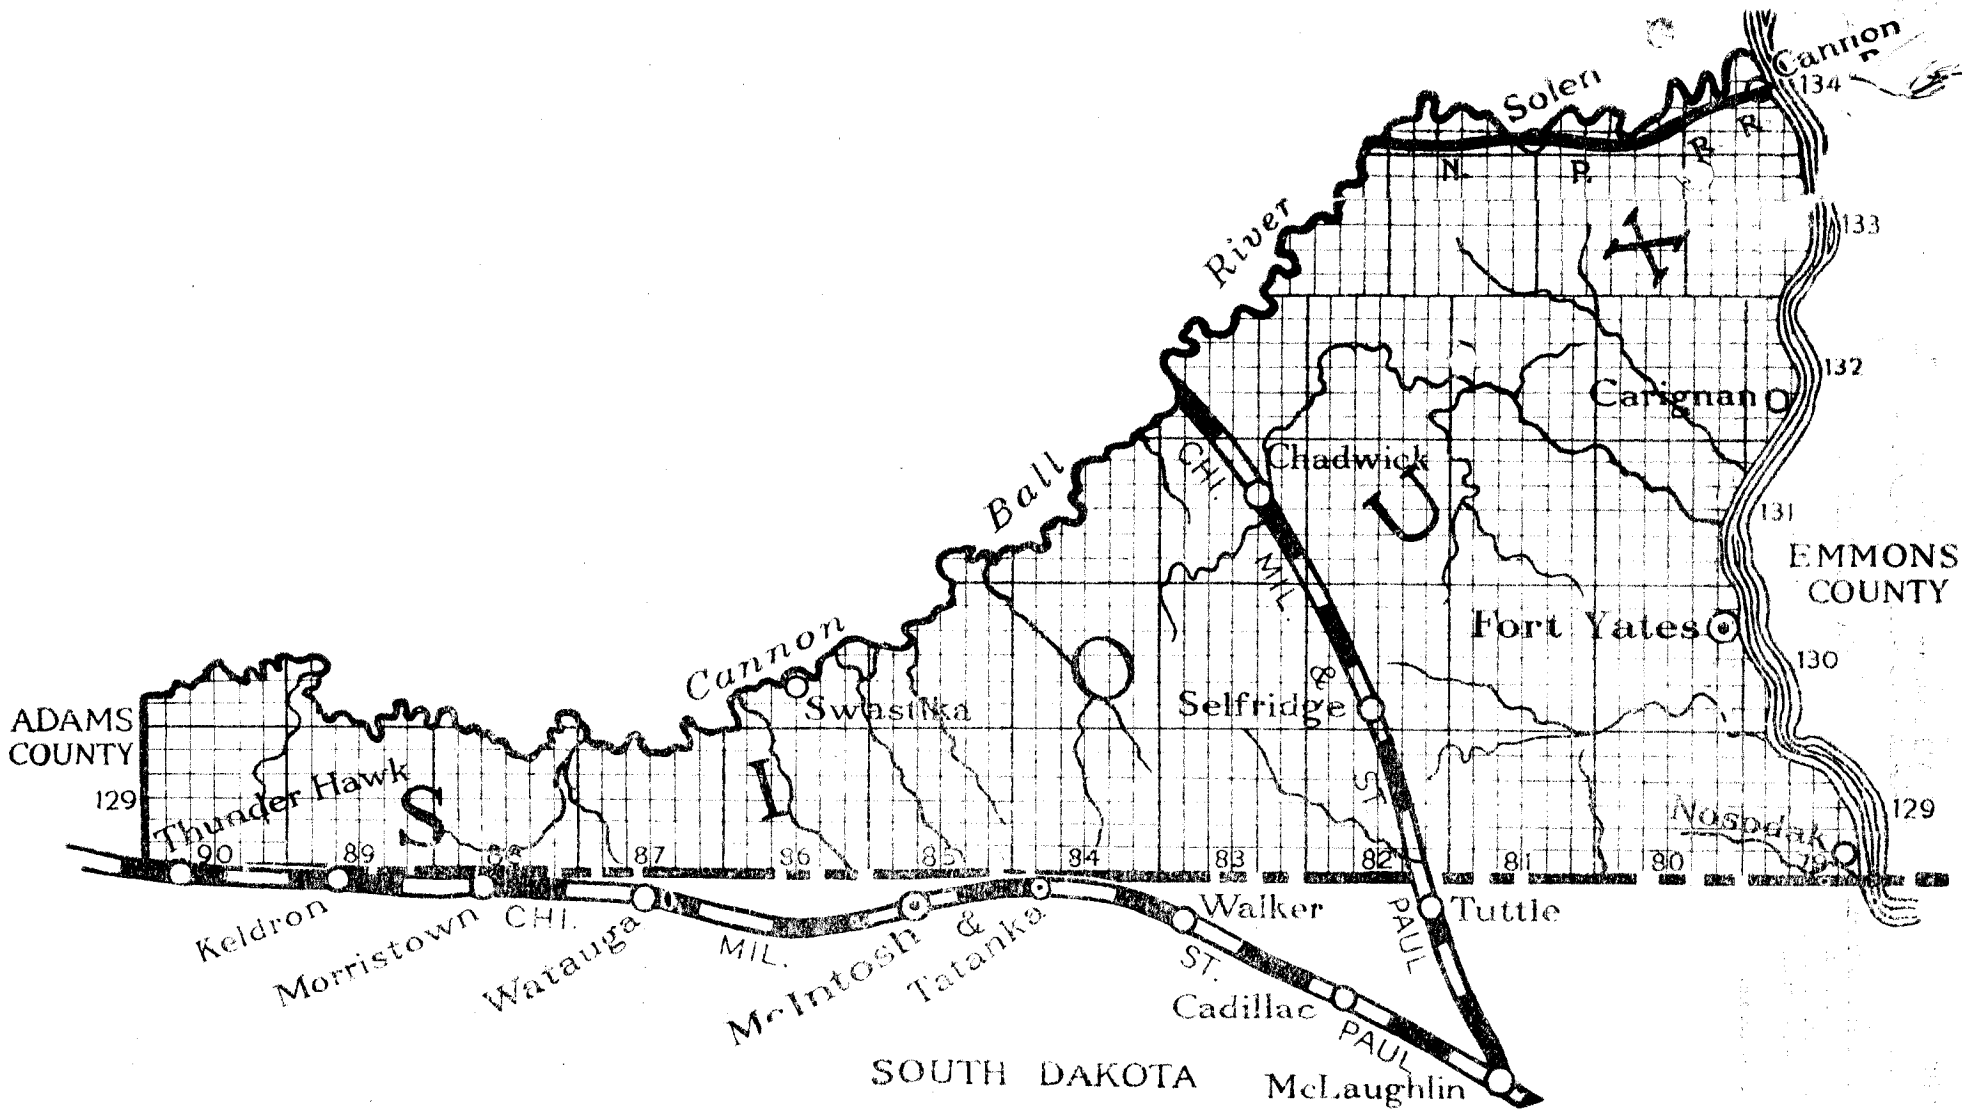 Cannon
134
Solen
R
R
N. P.
X
133
River
132
Carignan
Chadwick
CHI.
U
Ball
131
EMMONS
COUNTY
MIL.
Fort Yates
Cannon
130
&
Selfridge
Swastika
O
ADAMS
COUNTY
I
ST
Thunder Hawk
S
129
129
Nosodak
90 89 88 87 86 85 84 83 82 81 80 79
Walker
PAUL
Tuttle
Keldron
Morristown
CHI.
Watauga
MIL.
McIntosh
&
Tatanka
ST.
Cadillac
PAUL
SOUTH DAKOTA
McLaughlin